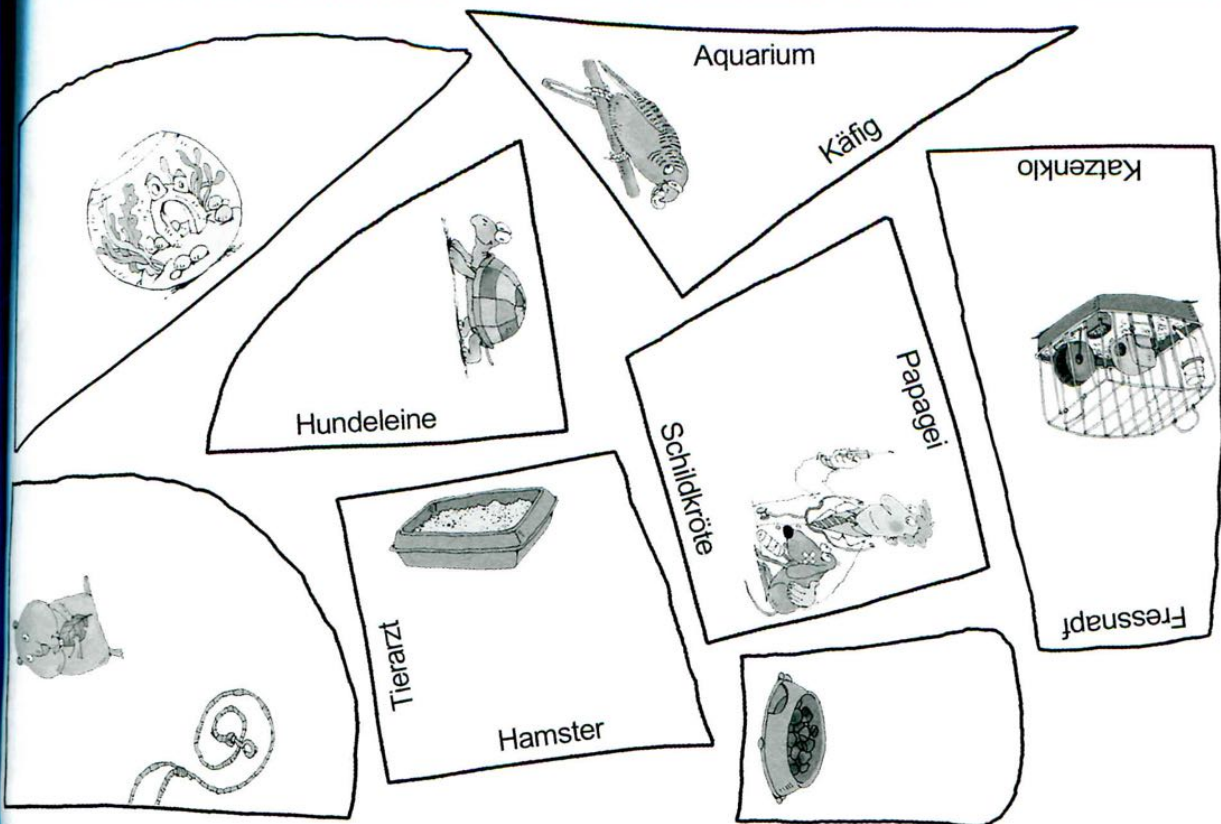 Aquarium
Käfig
Katzenklo
Hundeleine
Papagei
Schildkröte
Fressnapf
Tierarzt
Hamster